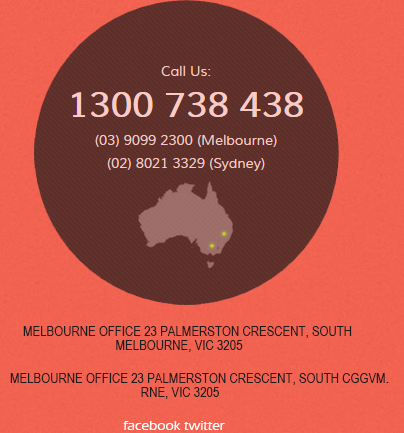 Call Us:
1300 738 438
(03) 9099 2300 (Melbourne)
(02) 8021 3329 (Sydney)
MELBOURNE OFFICE 23 PALMERSTON CRESCENT, SOUTH
MELBOURNE, VIC 3205
MELBOURNE OFFICE 23 PALMERSTON CRESCENT, SOUTH CGGVM.
RNE, VIC 3205
facebook twitter